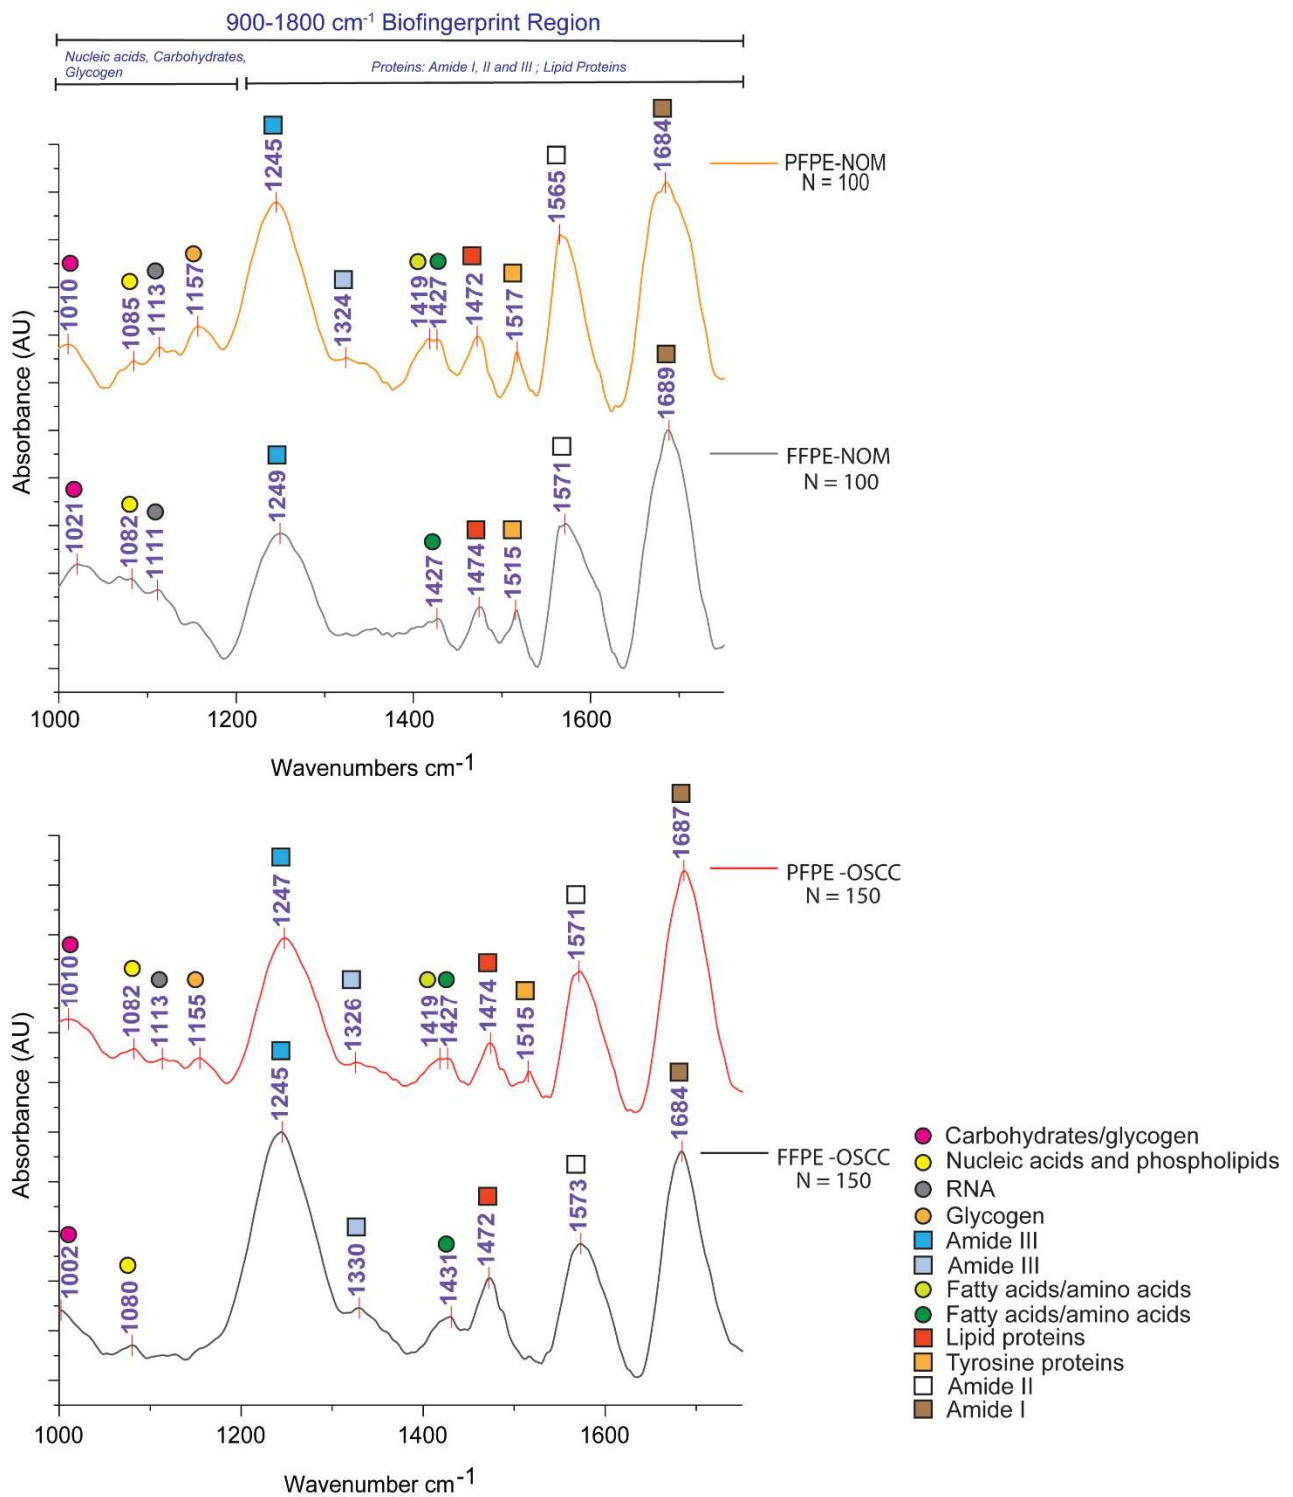 900-1800 cm-1 Biofingerprint Region
Nucleic acids, Carbohydrates,
Glycogen
Proteins: Amide I, II and III ; Lipid Proteins
Absorbance (AU)
1010
1085
1113
1157
1245
1324
1419
1427
1472
1517
1565
1684
PFPE-NOM
N = 100
1021
1082
1111
1249
1427
1474
1515
1571
1689
FFPE-NOM
N = 100
1000
1200
1400
1600
Wavenumbers cm-1
Absorbance (AU)
1010
1082
1113
1155
1247
1326
1419
1427
1474
1515
1571
1687
PFPE -OSCC
N = 150
Absorbance (AU)
1002
1080
1245
1330
1431
1472
1573
1684
FFPE -OSCC
N = 150
1000
1200
1400
1600
Wavenumber cm-1
Carbohydrates/glycogen
Nucleic acids and phospholipids
RNA
Glycogen
Amide III
Amide III
Fatty acids/amino acids
Fatty acids/amino acids
Lipid proteins
Tyrosine proteins
Amide II
Amide I